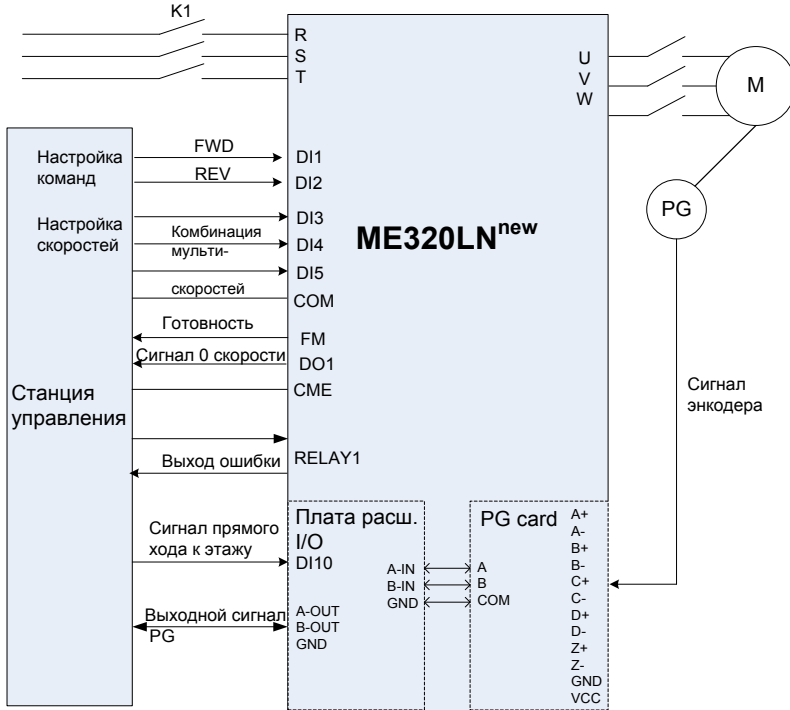 K1
R
S
T
U
V
W
M
Настройка
команд
FWD
REV
DI1
DI2
Настройка
скоростей
Комбинация
мульти-
скоростей
DI3
DI4
DI5
COM
ME320LNnew
PG
Готовность
FM
Сигнал 0 скорости
DO1
CME
Станция
управления
Сигнал
энкодера
Выход ошибки
RELAY1
Сигнал прямого
хода к этажу
Плата расш.
I/O
DI10
A-IN
B-IN
GND
PG card
A
B
COM
A+
A-
B+
B-
C+
C-
D+
D-
Z+
Z-
GND
VCC
Выходной сигнал
PG
A-OUT
B-OUT
GND